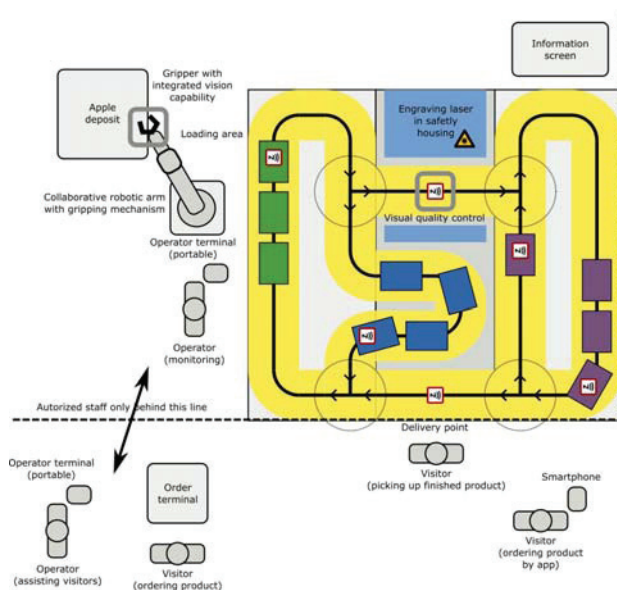 Information
screen
Gripper with
integrated vision
capability
Apple
deposit
Loading area
Engraving laser
in safetly
housing
Visual quality control
Collaborative robotic arm
with gripping mechanism
Operator terminal
(portable)
Operator
(monitoring)
Autorized staff only behind this line
Delivery point
Visitor
(picking up finished product)
Operator terminal
(portable)
Order
terminal
Smartphone
Operator
(assisting visitors)
Visitor
(ordering product)
Visitor
(ordering product
by app)